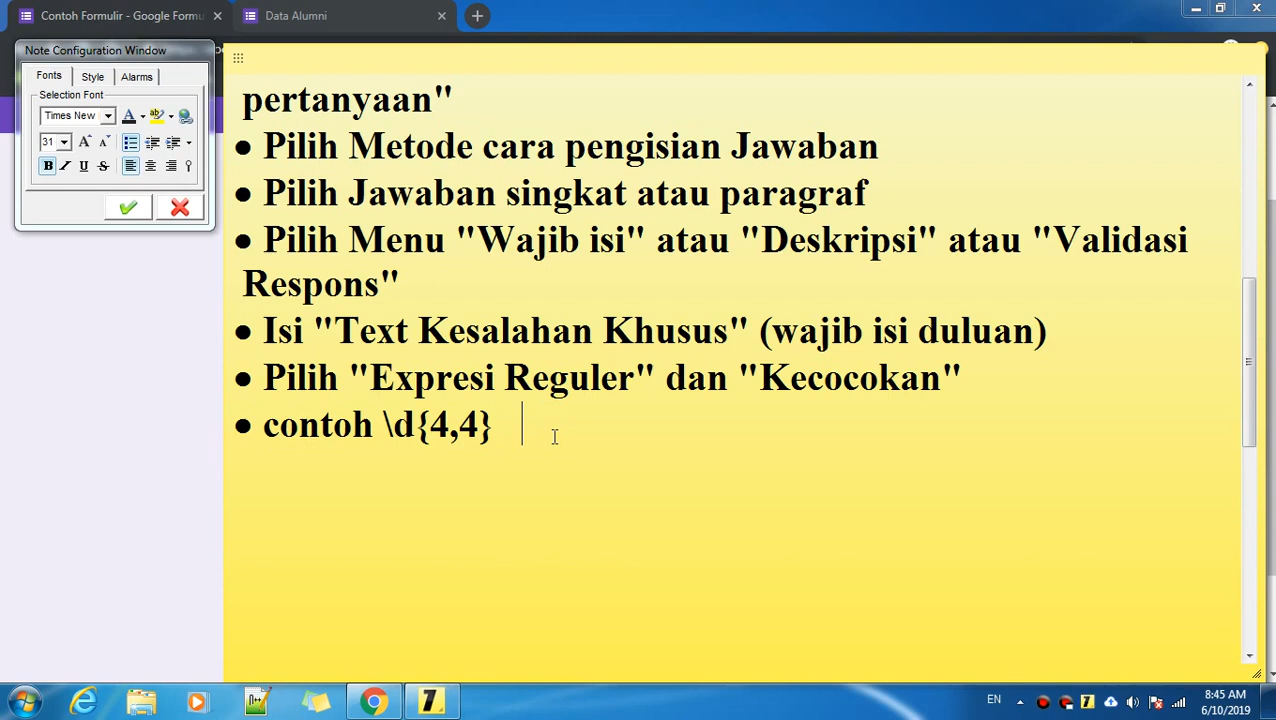 Contoh Formulir - Google Formu
Data Alumni
Note Configuration Window
Fonts
Style
Alarms
Selection Font
Times New
31
pertanyaan"
• Pilih Metode cara pengisian Jawaban
• Pilih Jawaban singkat atau paragraf
• Pilih Menu "Wajib isi" atau "Deskripsi" atau "Validasi
Respons"
• Isi "Text Kesalahan Khusus" (wajib isi duluan)
• Pilih "Expresi Reguler" dan "Kecocokan"
• contoh \d{4,4}
EN
8:45 AM
6/10/2019